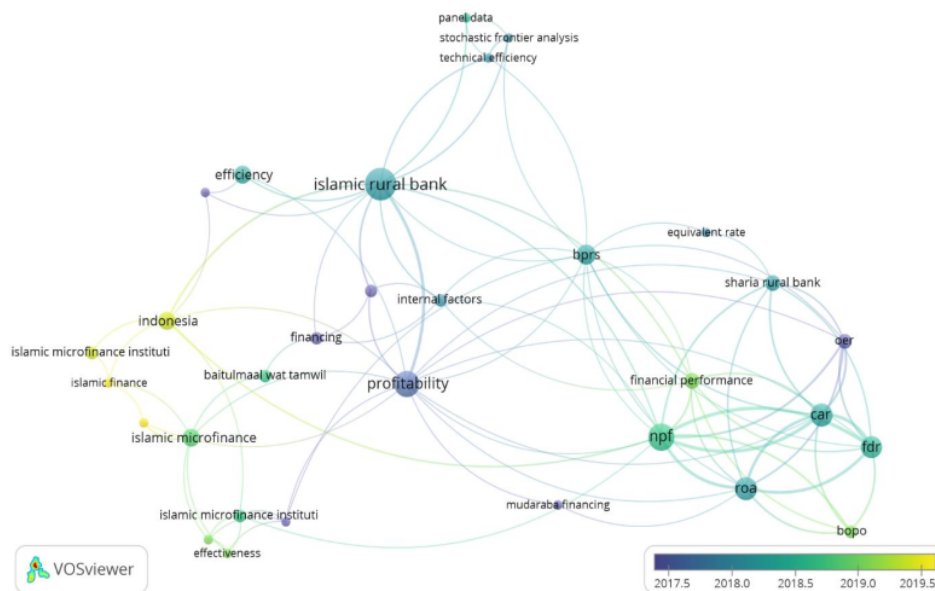 panel data
stochastic frontier analysis
technical efficiency
efficiency
islamic rural bank
equivalent rate
bprs
sharia rural bank
internal factors
indonesia
financing
oer
islamic microfinance instituti
baitulmaal wat tamwil
islamic finance
profitability
financial performance
car
islamic microfinance
npf
fdr
roa
mudaraba financing
islamic microfinance instituti
bopo
effectiveness
VOSviewer
2017.5 2018.0 2018.5 2019.0 2019.5